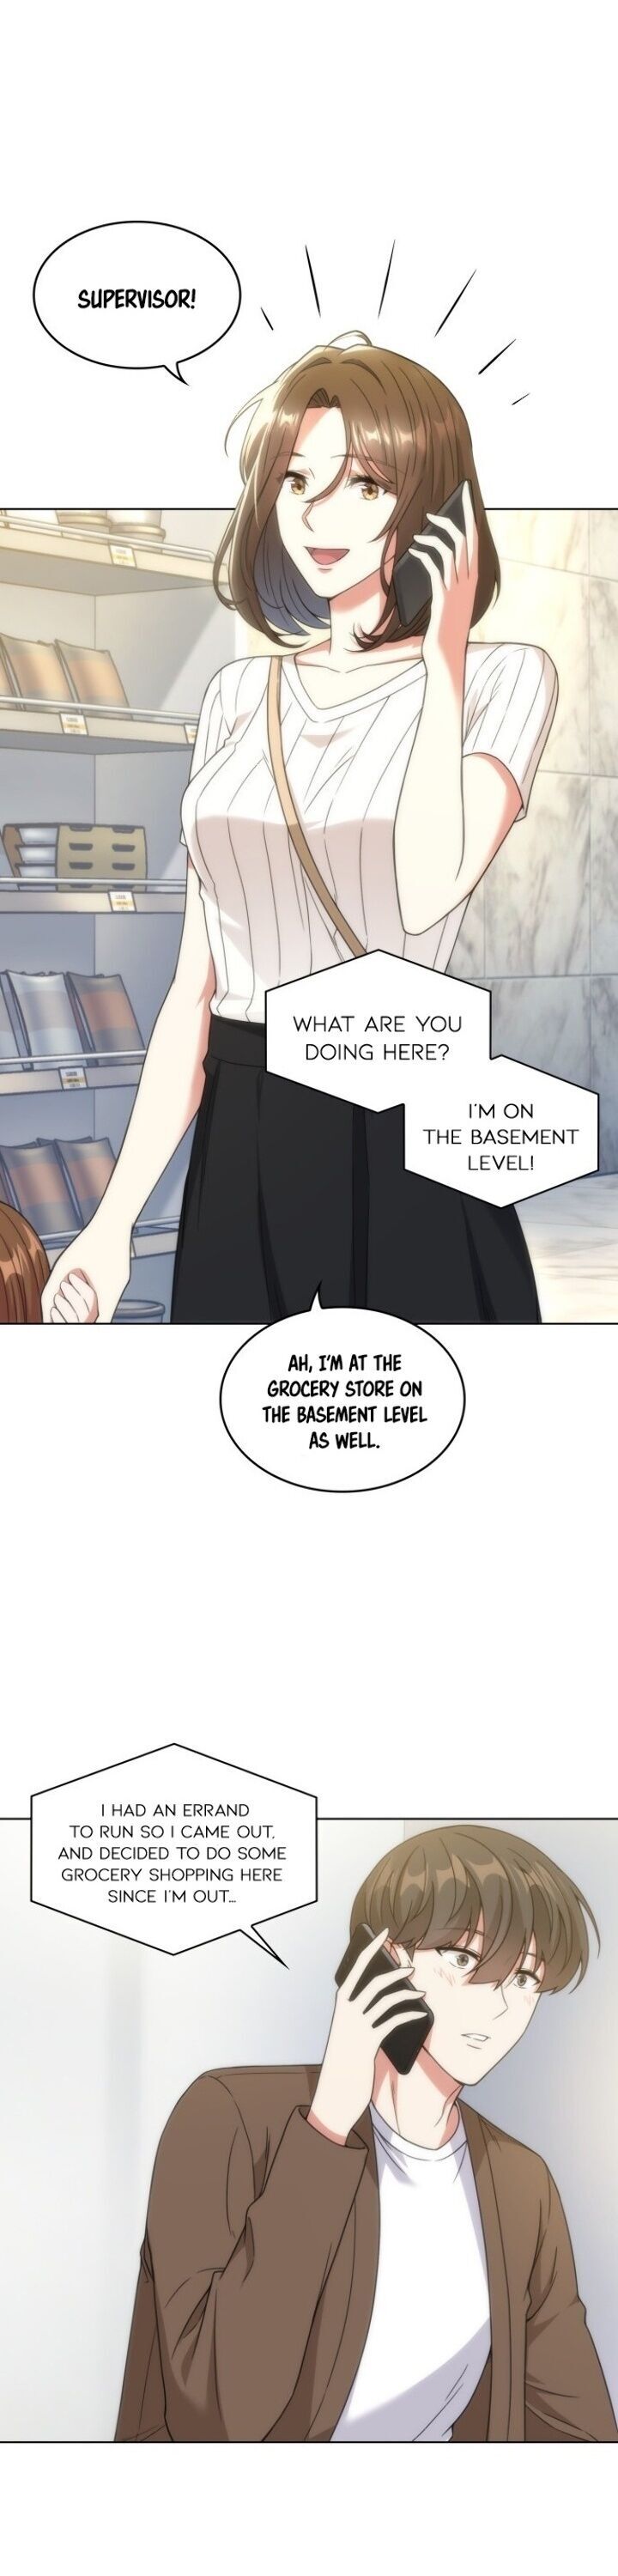 SUPERVISOR!
WHAT ARE YOU
DOING HERE?
I'M ON
THE BASEMENT
LEVEL!
AH, I'M AT THE
GROCERY STORE ON
THE BASEMENT LEVEL
AS WELL.
I HAD AN ERRAND
TO RUN SO I CAME OUT,
AND DECIDED TO DO SOME
GROCERY SHOPPING HERE
SINCE I'M OUT...